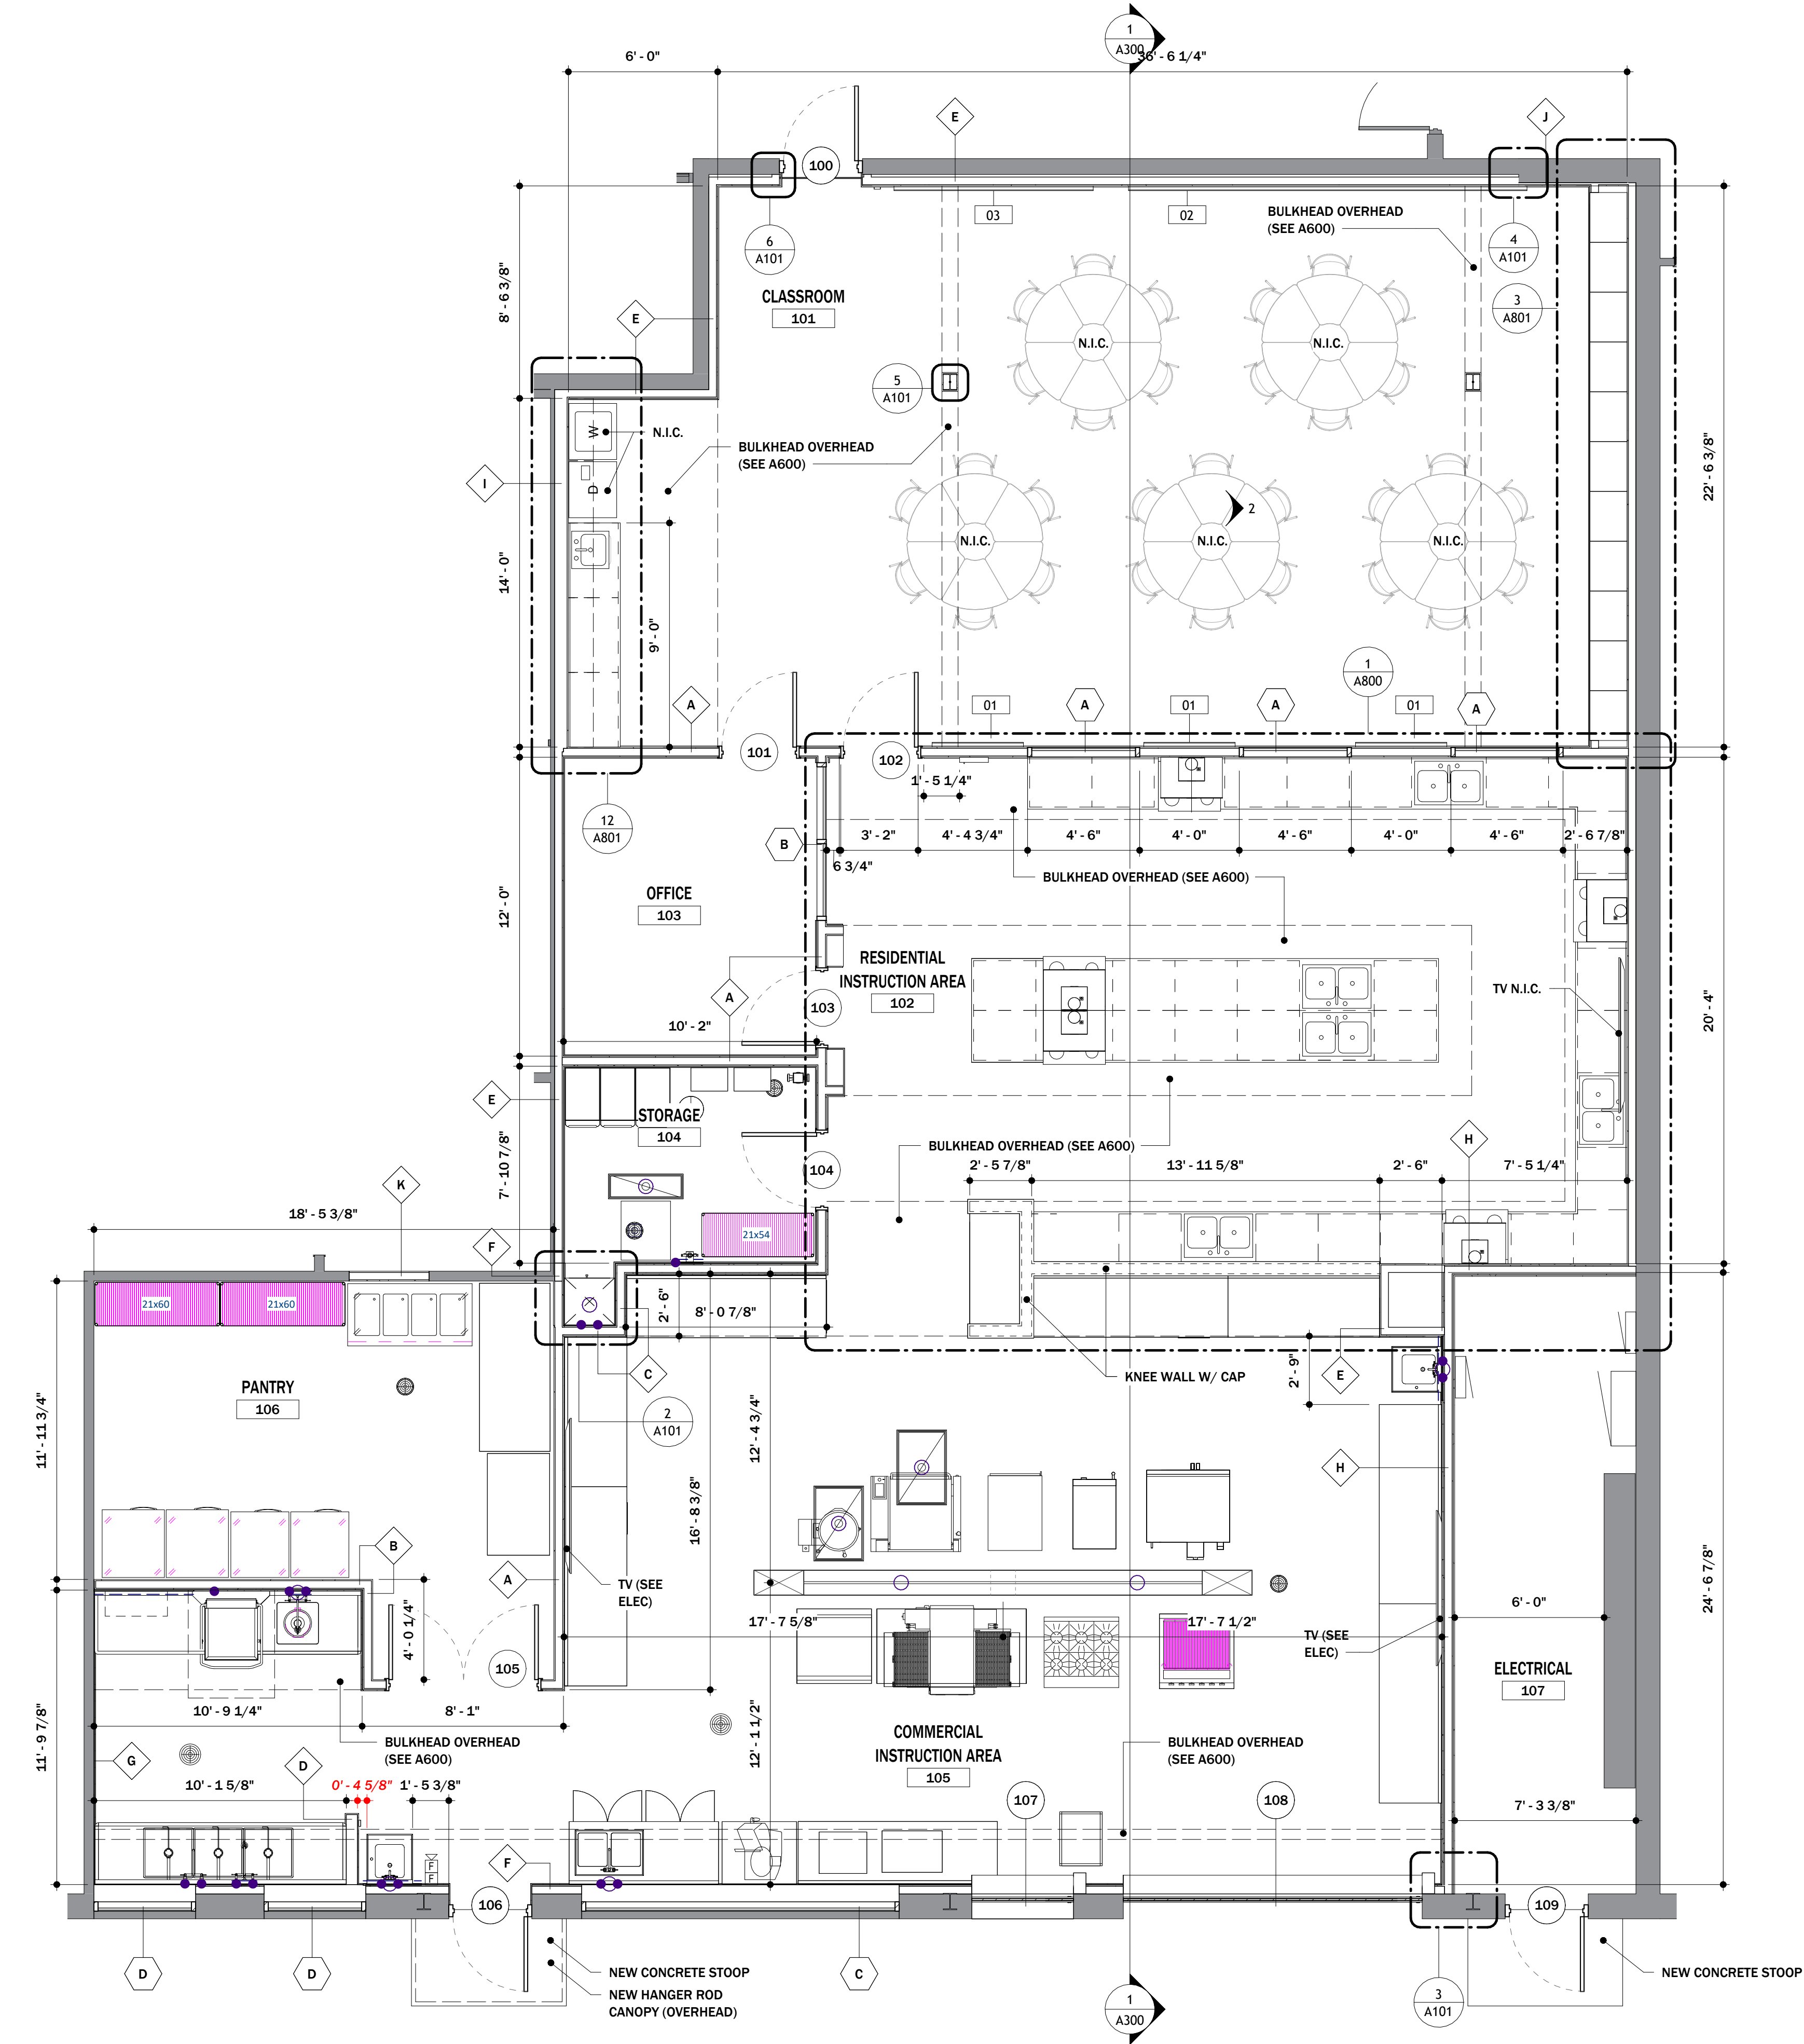 1
A300
6' - 0"
36' - 6 1/4"
E
J
100
03
02
BULKHEAD OVERHEAD
(SEE A600)
6
A101
4
A101
8' - 6 3/8"
CLASSROOM
101
3
A801
E
N.I.C.
N.I.C.
5
A101
W
N.I.C.
BULKHEAD OVERHEAD
(SEE A600)
I
D
22' - 6 3/8"
2
N.I.C.
N.I.C.
N.I.C.
14' - 0"
9' - 0"
1
A800
A
01
A
01
A
01
A
101
102
1' - 5 1/4"
12
A801
B
3' - 2"
4' - 4 3/4"
4' - 6"
4' - 0"
4' - 6"
4' - 0"
4' - 6"
2' - 6 7/8"
6 3/4"
BULKHEAD OVERHEAD (SEE A600)
12' - 0"
OFFICE
103
RESIDENTIAL
INSTRUCTION AREA
102
A
103
TV N.I.C.
10' - 2"
20' - 4"
E
STORAGE
104
BULKHEAD OVERHEAD (SEE A600)
H
7' - 10 7/8"
104
2' - 5 7/8"
13' - 11 5/8"
2' - 6"
7' - 5 1/4"
K
18' - 5 3/8"
F
21x54
21x60
21x60
2' - 6"
8' - 0 7/8"
C
KNEE WALL W/ CAP
2' - 9"
E
PANTRY
106
2
A101
11' - 11 3/4"
12' - 4 3/4"
16' - 8 3/8"
H
B
A
TV (SEE
ELEC)
24' - 6 7/8"
4' - 0 1/4"
17' - 7 5/8"
17' - 7 1/2"
6' - 0"
TV (SEE
ELEC)
105
ELECTRICAL
107
10' - 9 1/4"
8' - 1"
11' - 9 7/8"
BULKHEAD OVERHEAD
(SEE A600)
12' - 1 1/2"
COMMERCIAL
INSTRUCTION AREA
105
BULKHEAD OVERHEAD
(SEE A600)
G
D
10' - 1 5/8"
0' - 4 5/8"
1' - 5 3/8"
107
108
7' - 3 3/8"
F
F
F
106
109
D
D
C
NEW CONCRETE STOOP
NEW HANGER ROD
CANOPY (OVERHEAD)
1
A300
3
A101
NEW CONCRETE STOOP